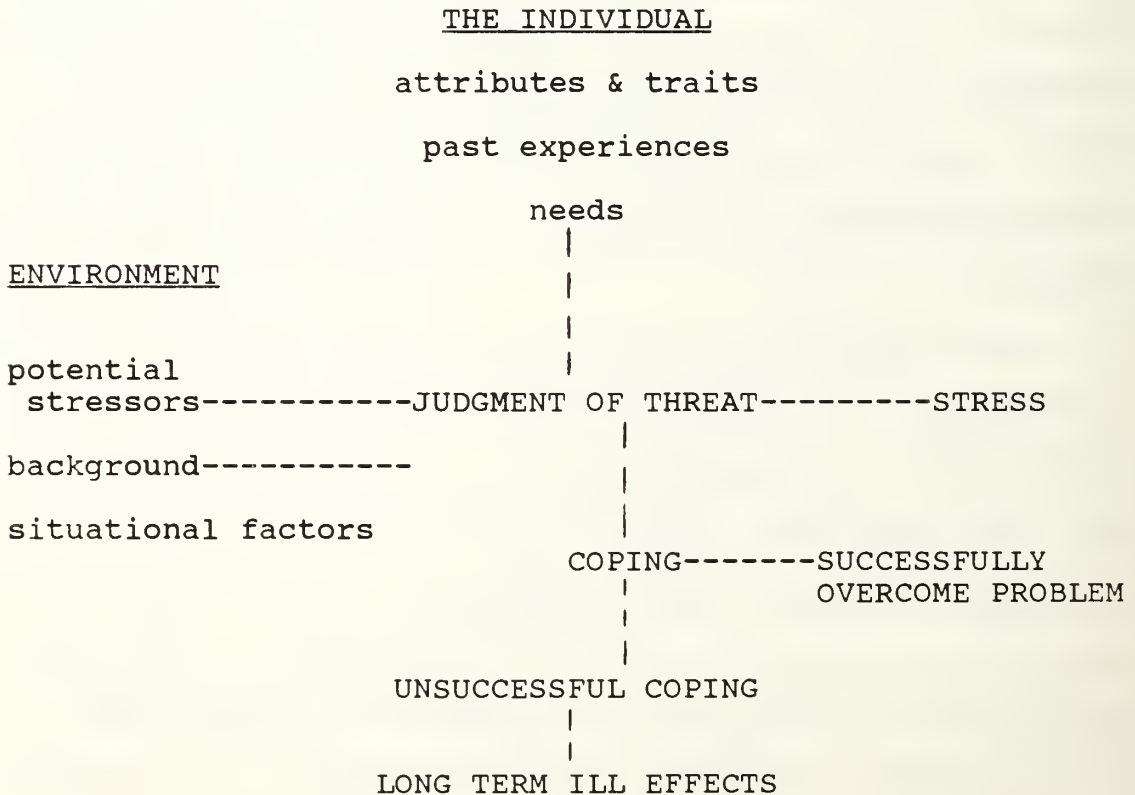 THE INDIVIDUAL
attributes & traits
past experiences
needs
ENVIRONMENT
potential
stressors-----------JUDGMENT OF THREAT---------STRESS
background-----------
situational factors
COPING-------SUCCESSFULLY
OVERCOME PROBLEM
UNSUCCESSFUL COPING
LONG TERM ILL EFFECTS